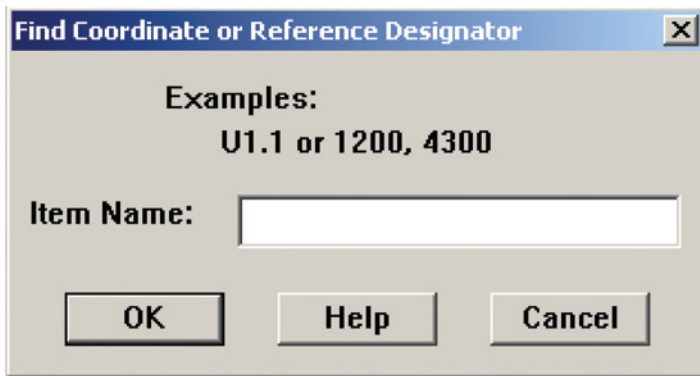 Find Coordinate or Reference Designator
Examples:
U1.1 or 1200, 4300
Item Name:
OK Help Cancel